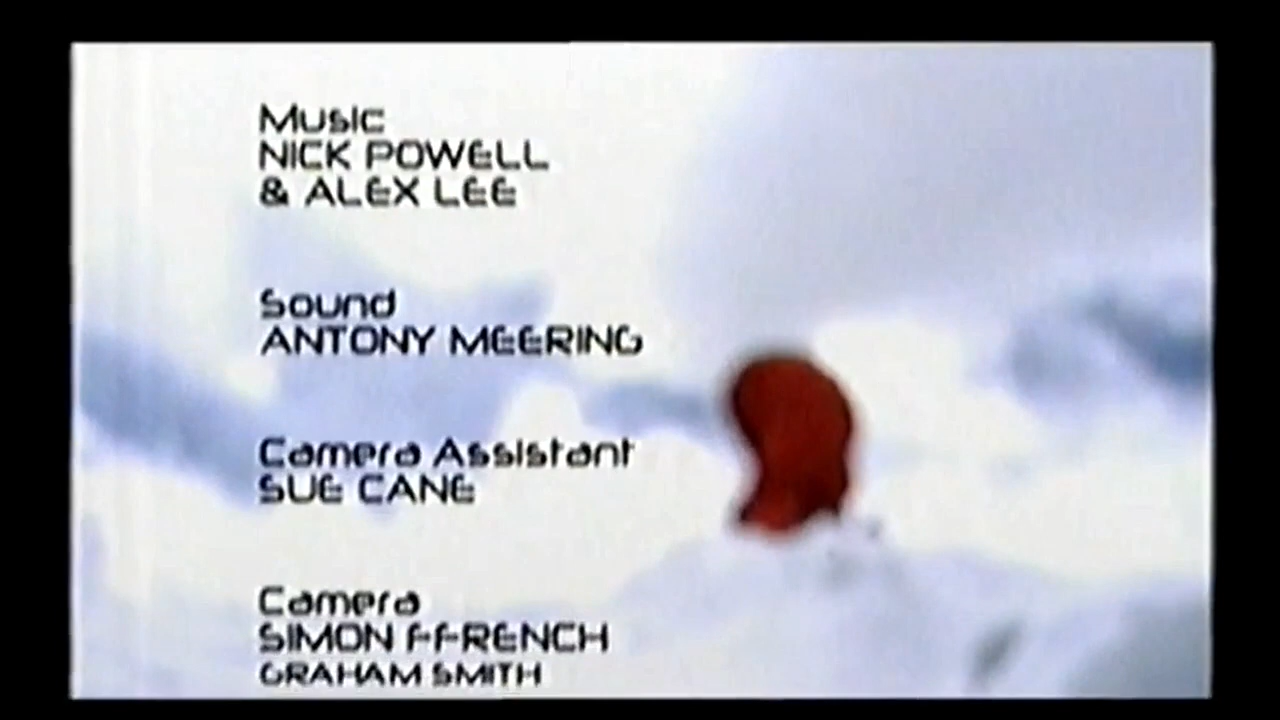 Music
NICK POWELL
& ALEX LEE
Sound
ANTONY MEERING
Camera Assistant
SUE CANE
Camera
SIMON FFRENCH
GRAHAM SMITH